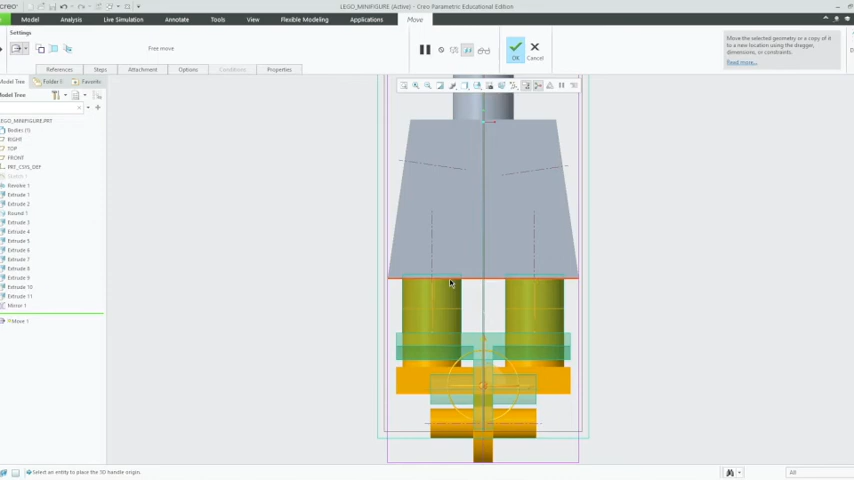 creo
LEGO_MINIFIGURE (Active) - Creo Parametric Educational Edition
Model Analysis Live Simulation Annotate Tools View Flexible Modeling Applications Move
Settings
Free move
OK Cancel
Move the selected geometry or a copy of it
to a new location using the dragger,
dimensions, or constraints.
Read more...
References Steps Attachment Options Conditions Properties
Model Tree Folder Favorits
Model Tree
LEGO_MINIFIGURE.PRT
Bodies (1)
RIGHT
TOP
FRONT
PRT_CSYS_DEF
Sketch 1
Revolve 1
Extrude 1
Extrude 2
Round 1
Extrude 3
Extrude 4
Extrude 5
Extrude 6
Extrude 7
Extrude 8
Extrude 9
Extrude 10
Extrude 11
Mirror 1
Move 1
Select an entity to place the 3D handle origin.
All